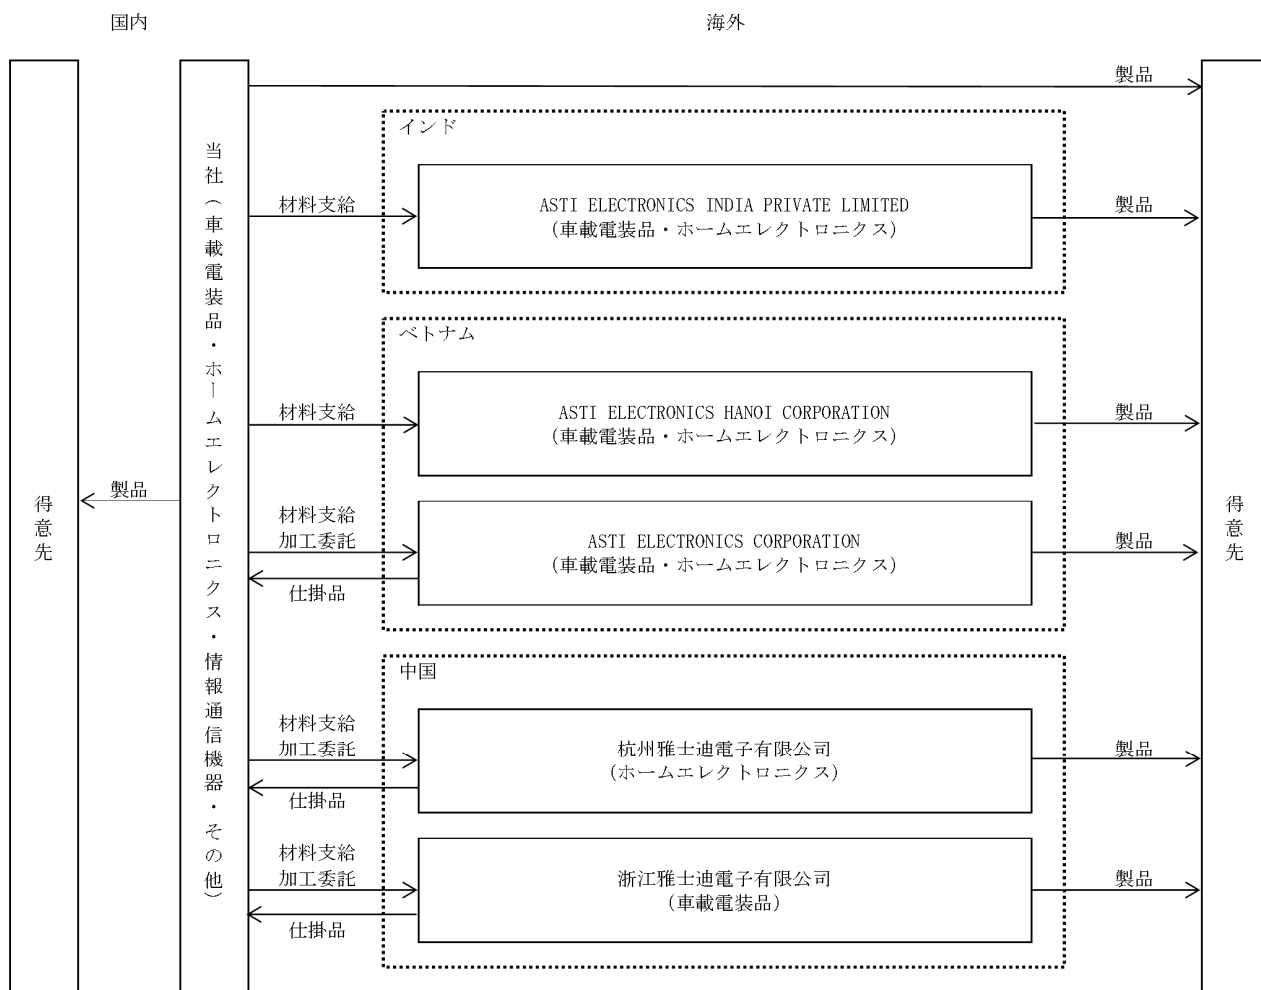 国内
海外
得意先
製品
当社（車載電装品・ホームエレクトロニクス・情報通信機器・その他）
製品
インド
材料支給
ASTI ELECTRONICS INDIA PRIVATE LIMITED
(車載電装品・ホームエレクトロニクス)
製品
ベトナム
材料支給
ASTI ELECTRONICS HANOI CORPORATION
(車載電装品・ホームエレクトロニクス)
製品
材料支給
加工委託
仕掛品
ASTI ELECTRONICS CORPORATION
(車載電装品・ホームエレクトロニクス)
製品
中国
材料支給
加工委託
仕掛品
杭州雅士迪電子有限公司
(ホームエレクトロニクス)
製品
材料支給
加工委託
仕掛品
浙江雅士迪電子有限公司
(車載電装品)
製品
得意先